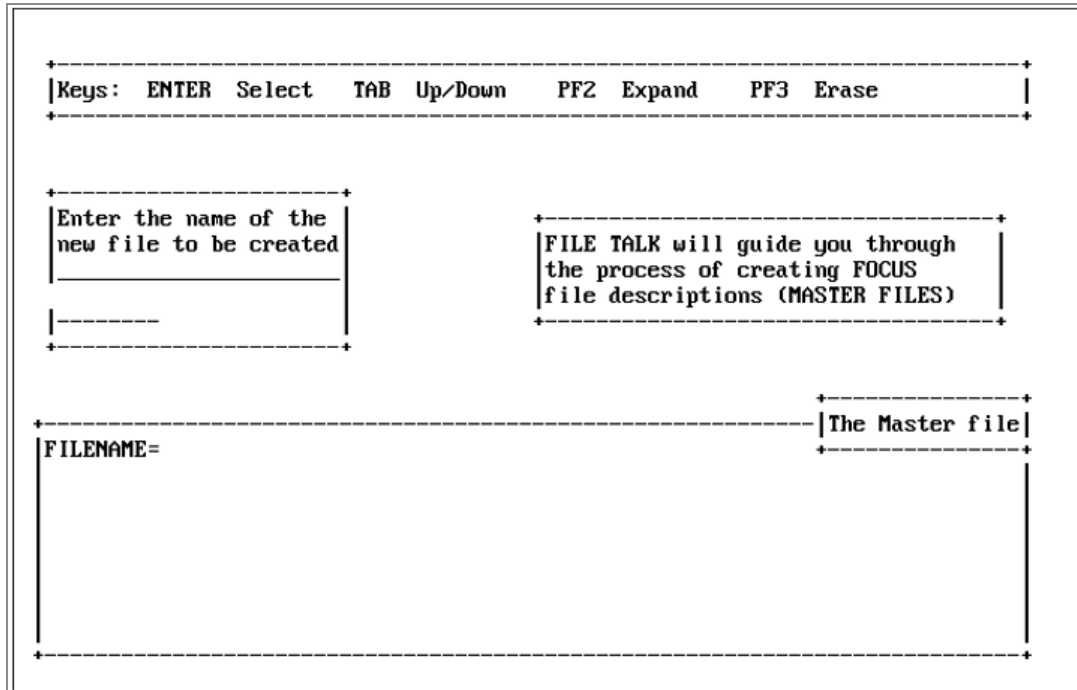 Keys: ENTER Select TAB Up/Down PF2 Expand PF3 Erase
Enter the name of the
new file to be created
FILE TALK will guide you through
the process of creating FOCUS
file descriptions (MASTER FILES)
The Master file
FILENAME=